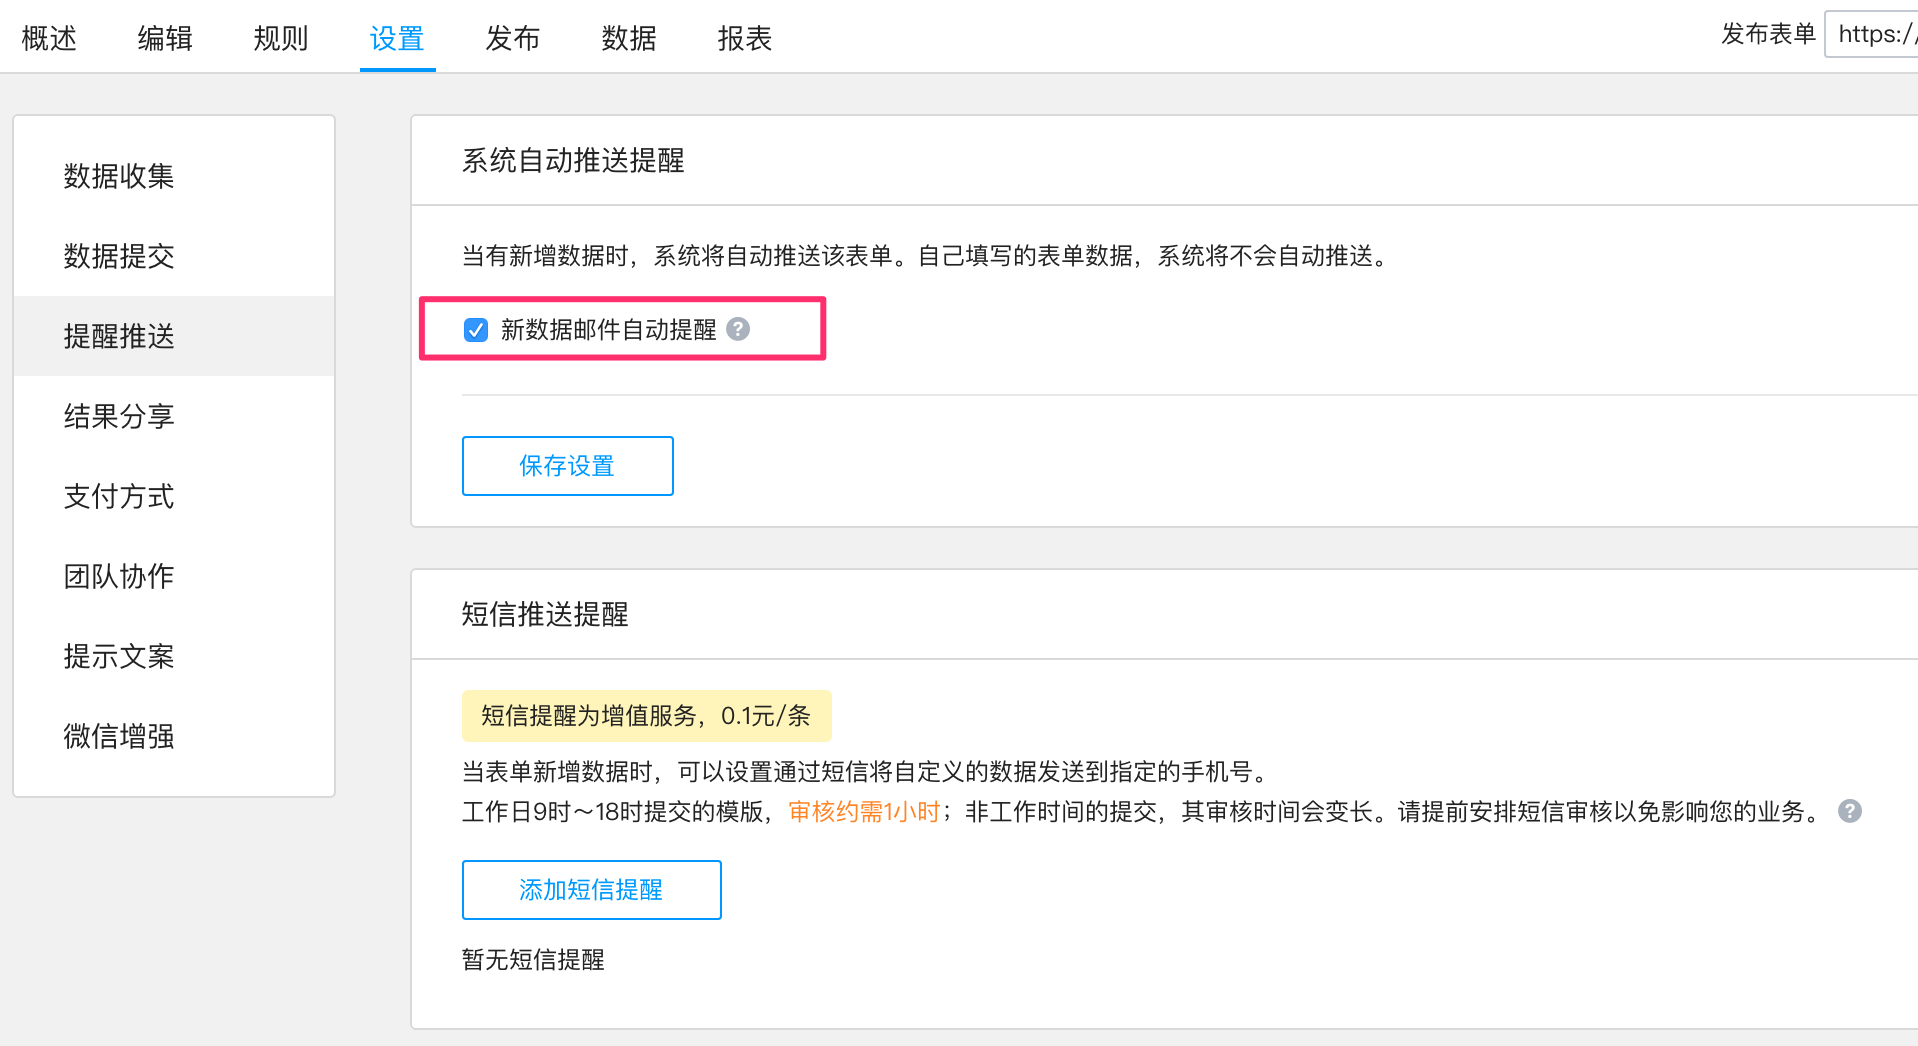 概述 编辑 规则 设置 发布 数据 报表 发布表单 https:/
数据收集
数据提交
提醒推送
结果分享
支付方式
团队协作
提示文案
微信增强
系统自动推送提醒
当有新增数据时，系统将自动推送该表单。自己填写的表单数据，系统将不会自动推送。
新数据邮件自动提醒 ?
保存设置
短信推送提醒
短信提醒为增值服务，0.1元/条
当表单新增数据时，可以设置通过短信将自定义的数据发送到指定的手机号。
工作日9时～18时提交的模版，审核约需1小时；非工作时间的提交，其审核时间会变长。请提前安排短信审核以免影响您的业务。 ?
添加短信提醒
暂无短信提醒